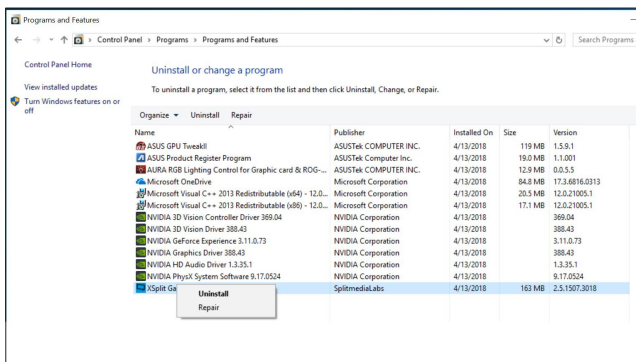 Programs and Features
Control Panel > Programs > Programs and Features
Search Programs
Control Panel Home
Uninstall or change a program
View installed updates
To uninstall a program, select it from the list and then click Uninstall, Change, or Repair.
Turn Windows features on or
off
Organize Uninstall Repair
Name Publisher Installed On Size Version
ASUS GPU TweakII ASUSTek COMPUTER INC. 4/13/2018 119 MB 1.5.9.1
ASUS Product Register Program ASUSTek Computer Inc. 4/13/2018 19.0 MB 1.1.001
AURA RGB Lighting Control for Graphic card & ROG-... ASUSTek COMPUTER INC. 4/13/2018 12.9 MB 0.0.5.5
Microsoft OneDrive Microsoft Corporation 4/13/2018 84.8 MB 17.3.6816.0313
Microsoft Visual C++ 2013 Redistributable (x64) - 12.0... Microsoft Corporation 4/13/2018 20.5 MB 12.0.21005.1
Microsoft Visual C++ 2013 Redistributable (x86) - 12.0... Microsoft Corporation 4/13/2018 17.1 MB 12.0.21005.1
NVIDIA 3D Vision Controller Driver 369.04 NVIDIA Corporation 4/13/2018 369.04
NVIDIA 3D Vision Driver 388.43 NVIDIA Corporation 4/13/2018 388.43
NVIDIA GeForce Experience 3.11.0.73 NVIDIA Corporation 4/13/2018 3.11.0.73
NVIDIA Graphics Driver 388.43 NVIDIA Corporation 4/13/2018 388.43
NVIDIA HD Audio Driver 1.3.35.1 NVIDIA Corporation 4/13/2018 1.3.35.1
NVIDIA PhysX System Software 9.17.0524 NVIDIA Corporation 4/13/2018 9.17.0524
XSplit Ga SplitmediaLabs 4/13/2018 163 MB 2.5.1507.3018
Uninstall
Repair